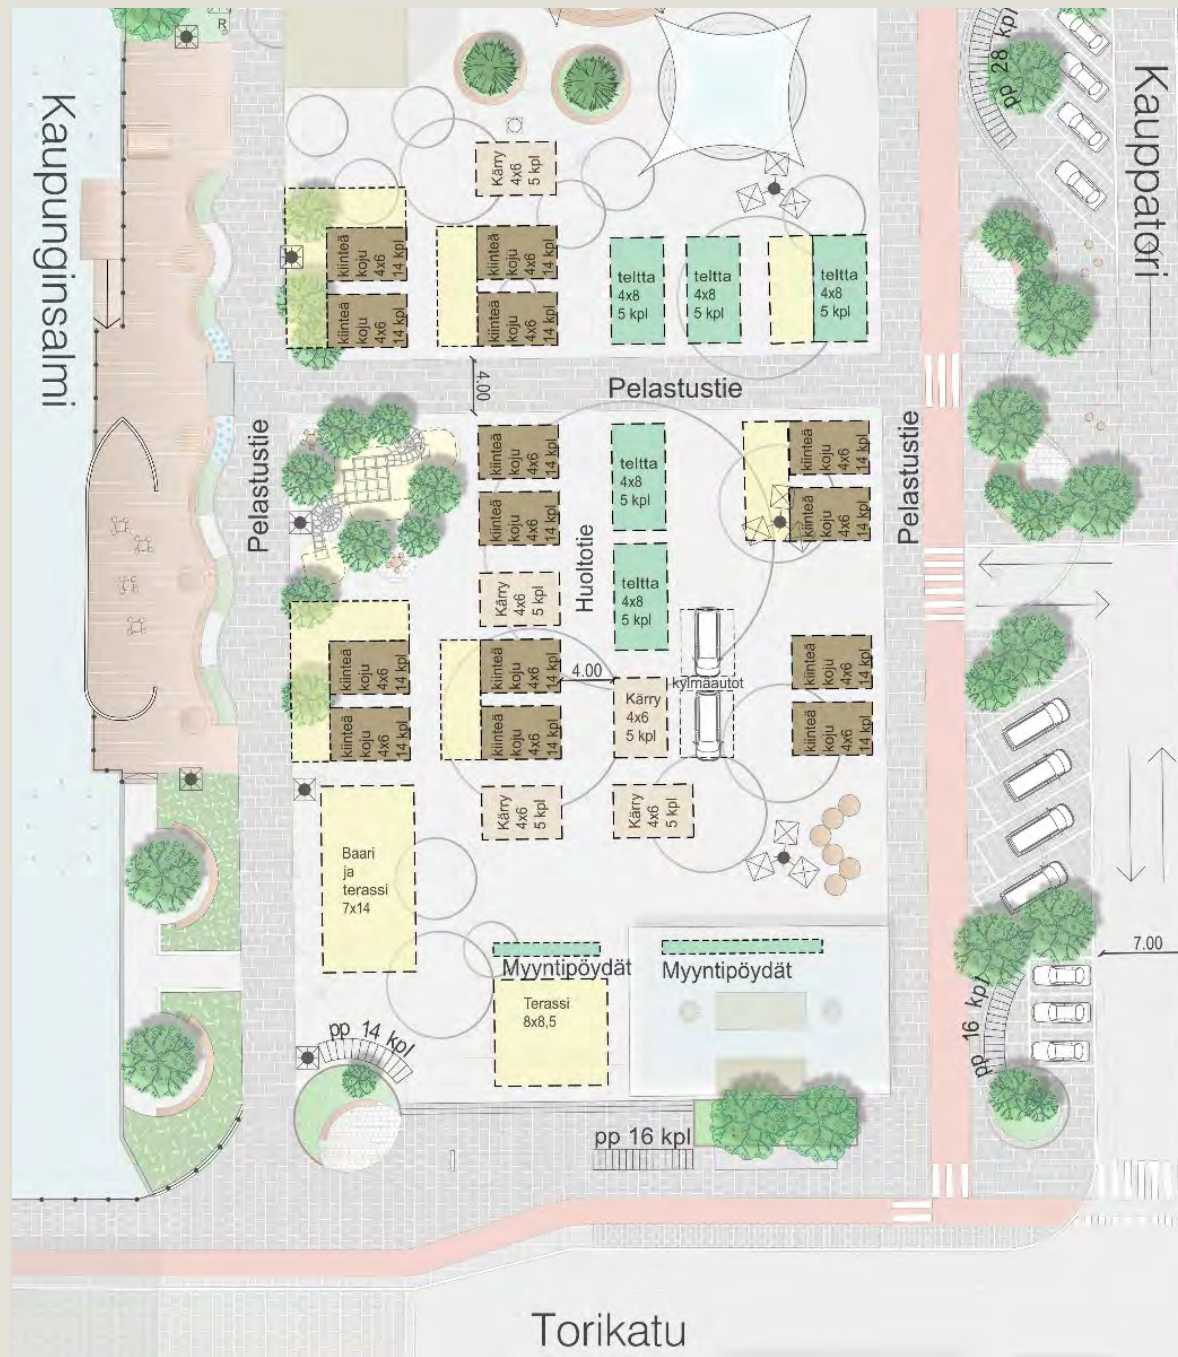 R
pp 28 kpl
Kaupunginsalmi
Kauppatori
Kärry
4x6
5 kpl
kiinteä
koju
4x6
14 kpl
kiinteä
koju
4x6
14 kpl
teltta
4x8
5 kpl
teltta
4x8
5 kpl
teltta
4x8
5 kpl
kiinteä
koju
4x6
14 kpl
kiinteä
koju
4x6
14 kpl
4.00
Pelastustie
Pelastustie
Pelastustie
kiinteä
koju
4x6
14 kpl
teltta
4x8
5 kpl
kiinteä
koju
4x6
14 kpl
kiinteä
koju
4x6
14 kpl
kiinteä
koju
4x6
14 kpl
Huoltotie
Kärry
4x6
5 kpl
teltta
4x8
5 kpl
kiinteä
koju
4x6
14 kpl
kiinteä
koju
4x6
14 kpl
4.00
kylmäautot
kiinteä
koju
4x6
14 kpl
kiinteä
koju
4x6
14 kpl
kiinteä
koju
4x6
14 kpl
Kärry
4x6
5 kpl
kiinteä
koju
4x6
14 kpl
Kärry
4x6
5 kpl
Kärry
4x6
5 kpl
Baari
ja
terassi
7x14
7.00
Myyntipöydät
Myyntipöydät
Terassi
8x8,5
pp 14 kpl
pp 16 kpl
pp 16 kpl
Torikatu